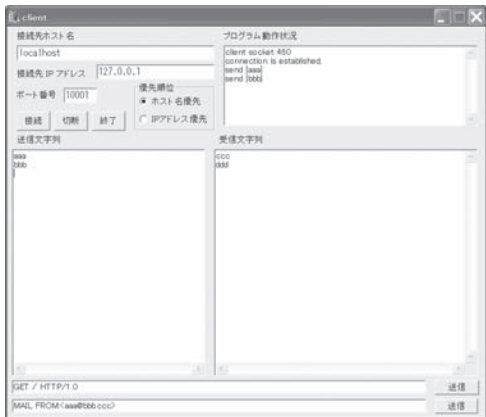 client
接続先ホスト名
localhost
接続先 IP アドレス 127.0.0.1
ポート番号 10001
優先順位
ホスト名優先
IPアドレス優先
接続 切断 終了
プログラム動作状況
client socket 460
connection is established.
send |aaa|
send |bbb|
送信文字列
aaa
bbb
受信文字列
ccc
ddd
GET / HTTP/1.0 送信
MAIL FROM<aaa@bbb.ccc> 送信